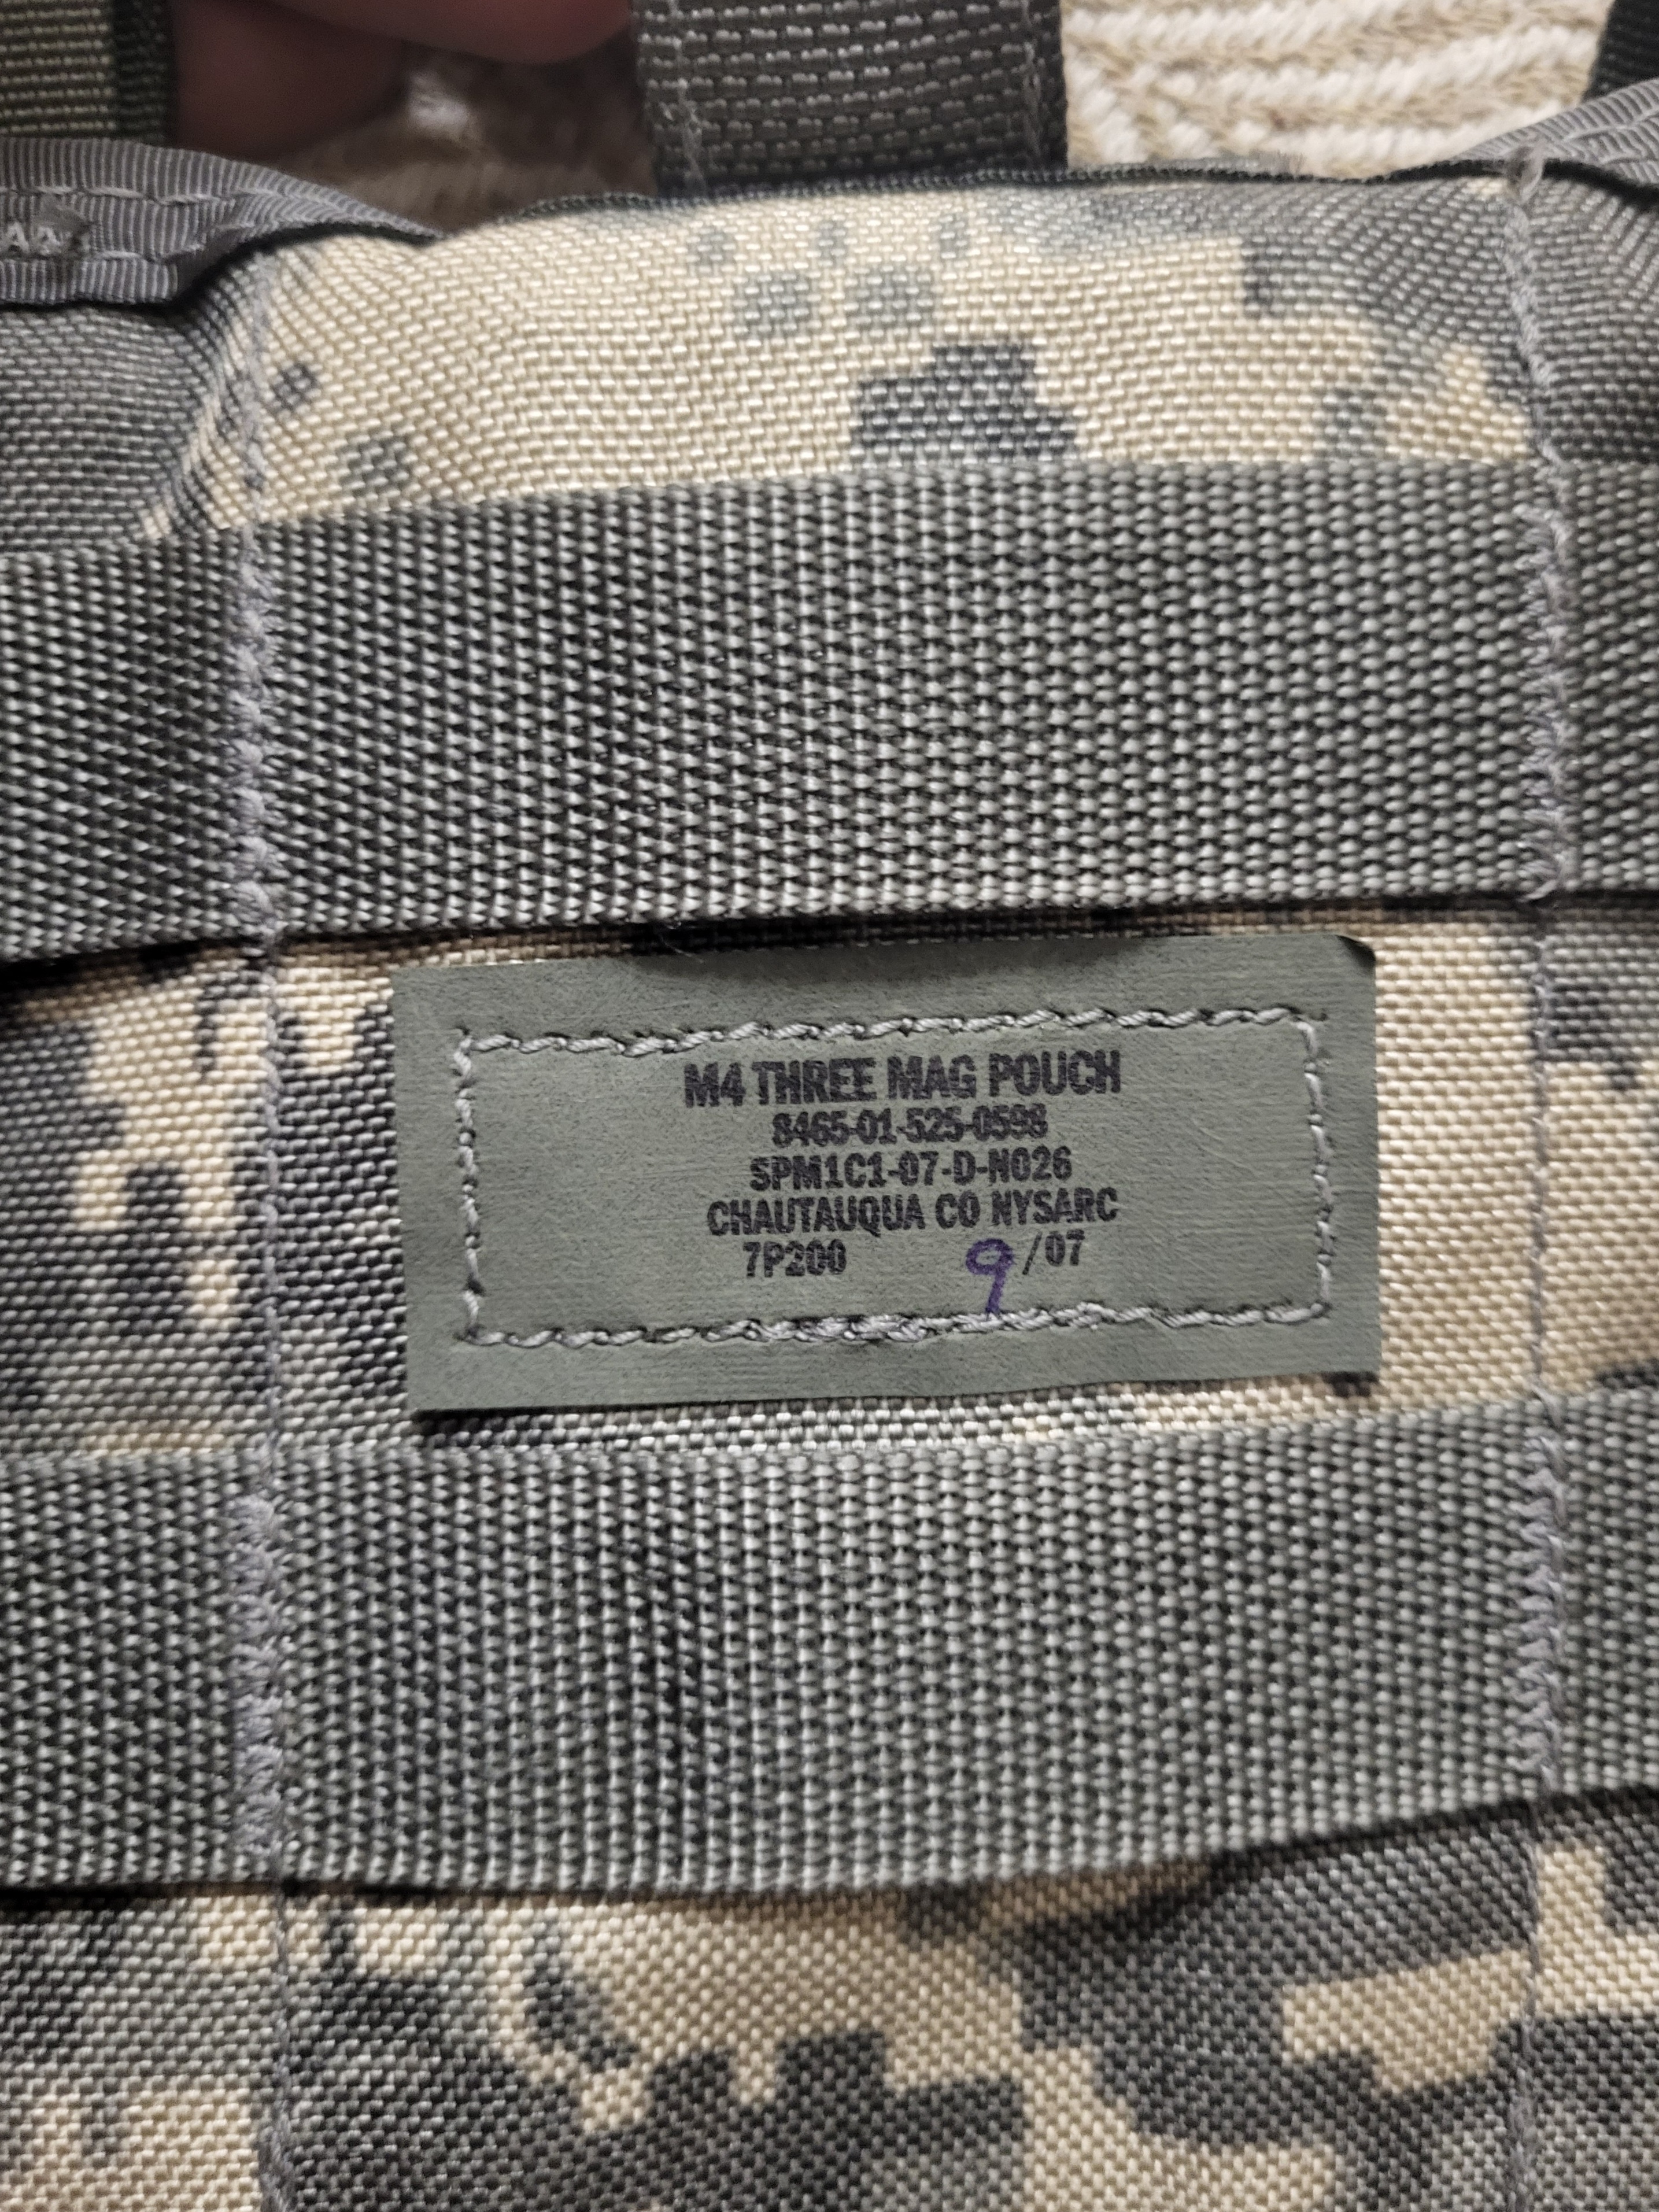 M4 THREE MAG POUCH
8465-01-525-0598
SPM1C1-07-D-N026
CHAUTAUQUA CO NYSARC
7P200 9/07